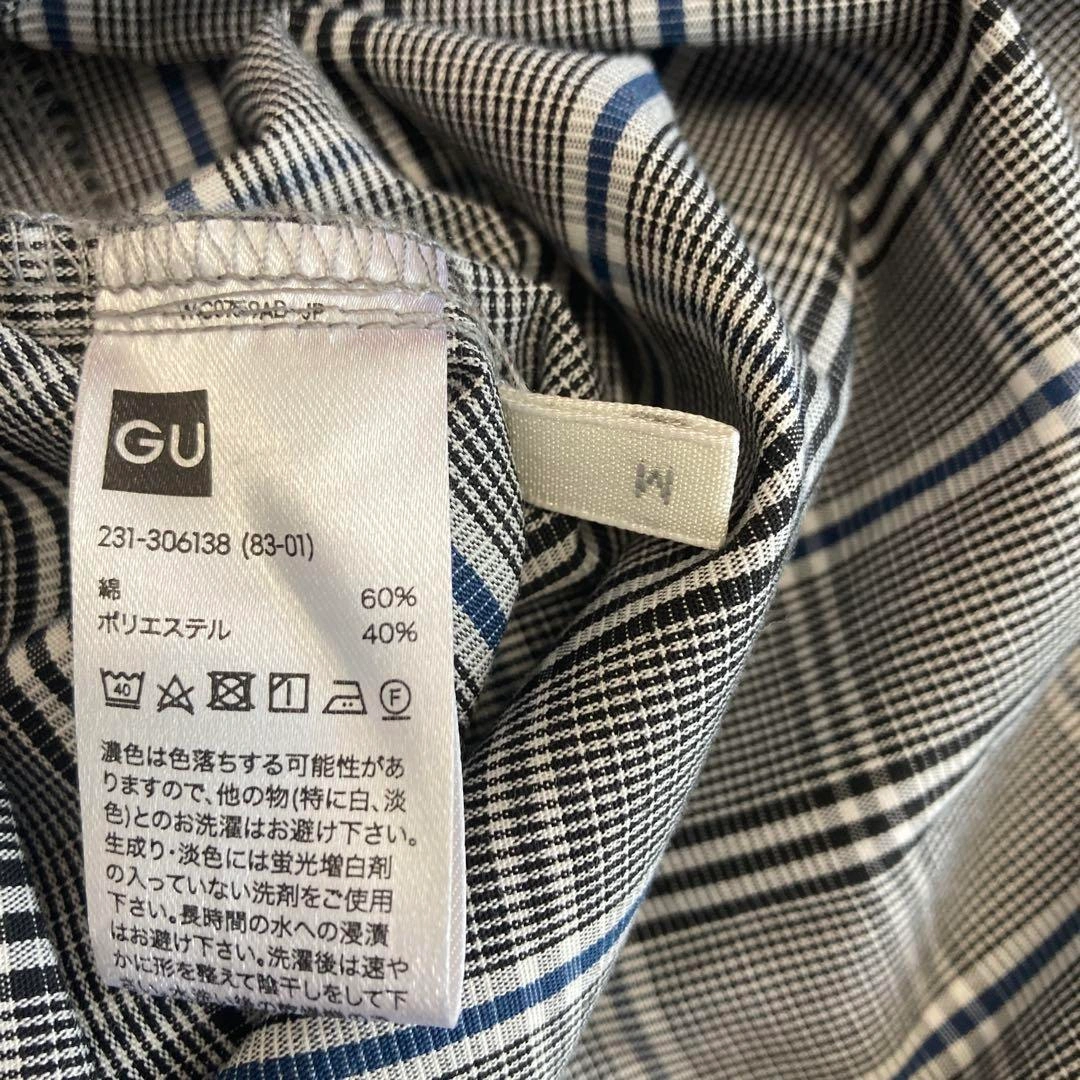 GU
231-306138 (83-01)
綿 60%
ポリエステル 40%
40
F
濃色は色落ちする可能性があ
りますので、他の物(特に白、淡
色)とのお洗濯はお避け下さい。
生成り・淡色には蛍光増白剤
の入っていない洗剤をご使用
下さい。長時間の水への浸漬
はお避け下さい。洗濯後は速や
かに形を整えて陰干しをして下
M